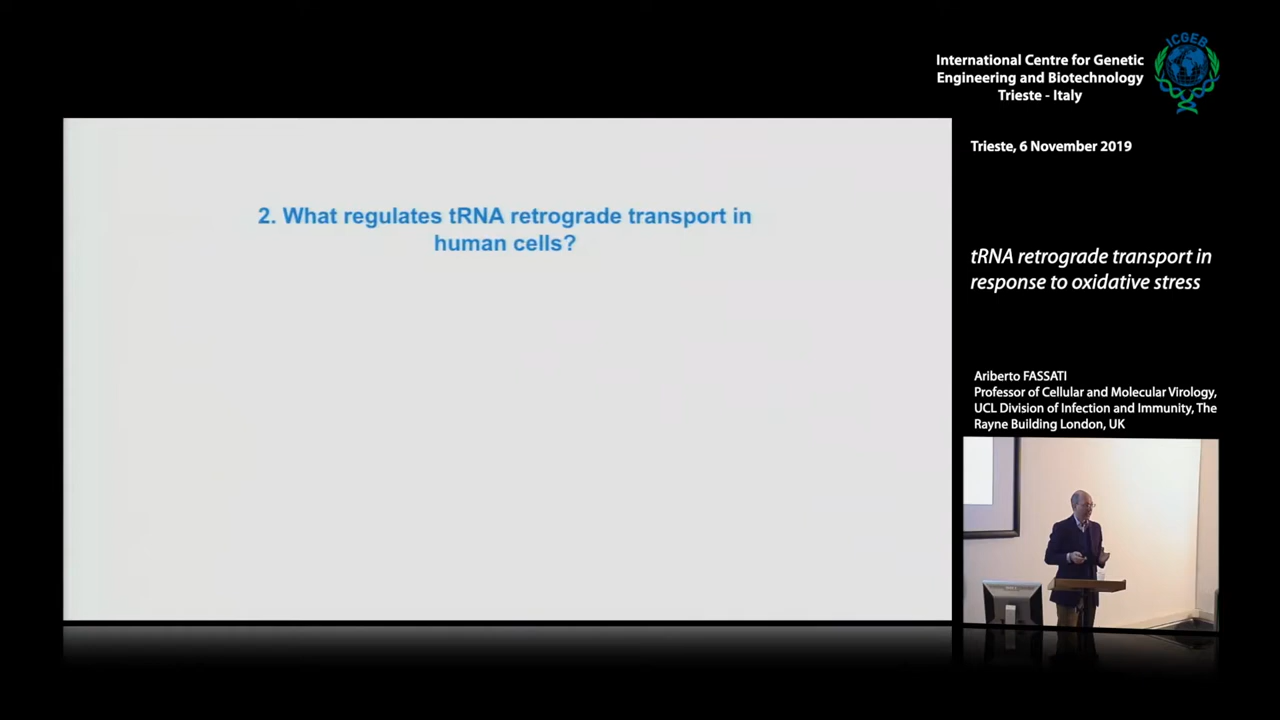 ICGEB
International Centre for Genetic
Engineering and Biotechnology
Trieste - Italy
Trieste, 6 November 2019
2. What regulates tRNA retrograde transport in
human cells?
tRNA retrograde transport in
response to oxidative stress
Ariberto FASSATI
Professor of Cellular and Molecular Virology,
UCL Division of Infection and Immunity, The
Rayne Building London, UK